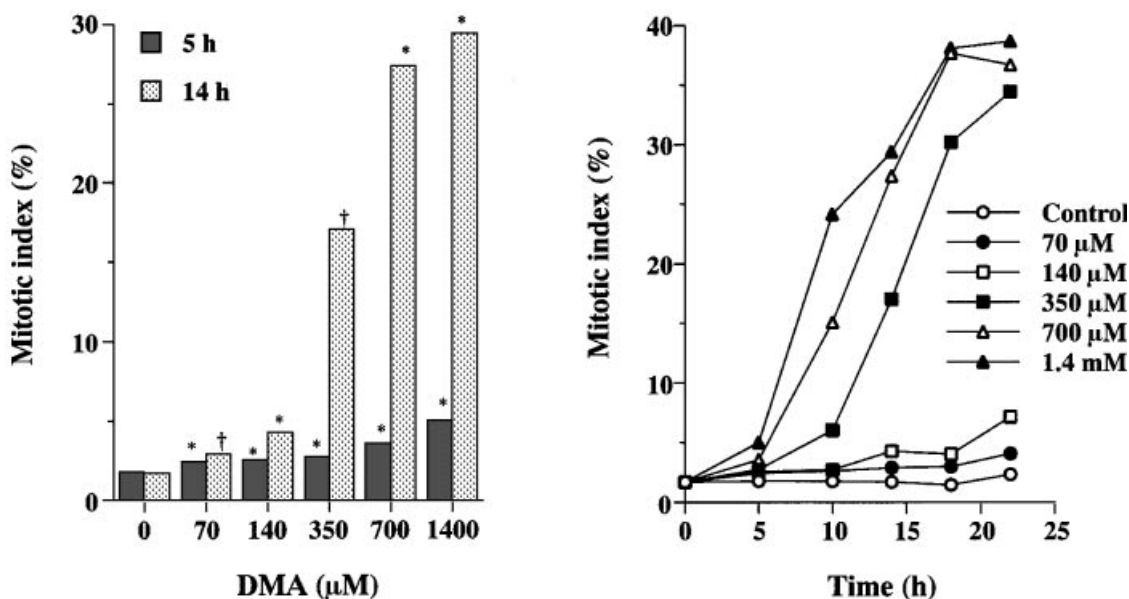 30
20
10
0
Mitotic index (%)
5 h
14 h
*
*
†
*
†
*
*
*
*
*
0 70 140 350 700 1400
DMA (μM)
40
30
20
10
0
Mitotic index (%)
Control
70 μM
140 μM
350 μM
700 μM
1.4 mM
0 5 10 15 20 25
Time (h)